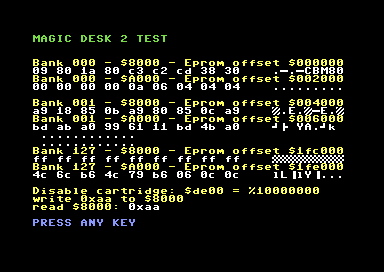 MAGIC DESK 2 TEST
Bank 000 - $8000 - Eprom offset $000000
09 80 1a 80 c3 c2 cd 38 30 .–.–CBM80
Bank 000 - $A000 - Eprom offset $002000
00 00 00 00 0a 06 04 04 04 .........
Bank 001 - $8000 - Eprom offset $004000
a9 18 85 0b a9 80 85 0c a9 ▒.E.▒–E.▒
Bank 001 - $A000 - Eprom offset $006000
bd ab a0 99 61 11 bd 4b a0 ┘├ YA.┘K
............
............
Bank 127 - $8000 - Eprom offset $1fc000
ff ff ff ff ff ff ff ff ff ▒▒▒▒▒▒▒▒▒
Bank 127 - $A000 - Eprom offset $1fe000
4c 6c b6 4c 79 b6 06 0c 0c lL▐lY▐...
Disable cartridge: $de00 = %10000000
write 0xaa to $8000
read $8000: 0xaa
PRESS ANY KEY